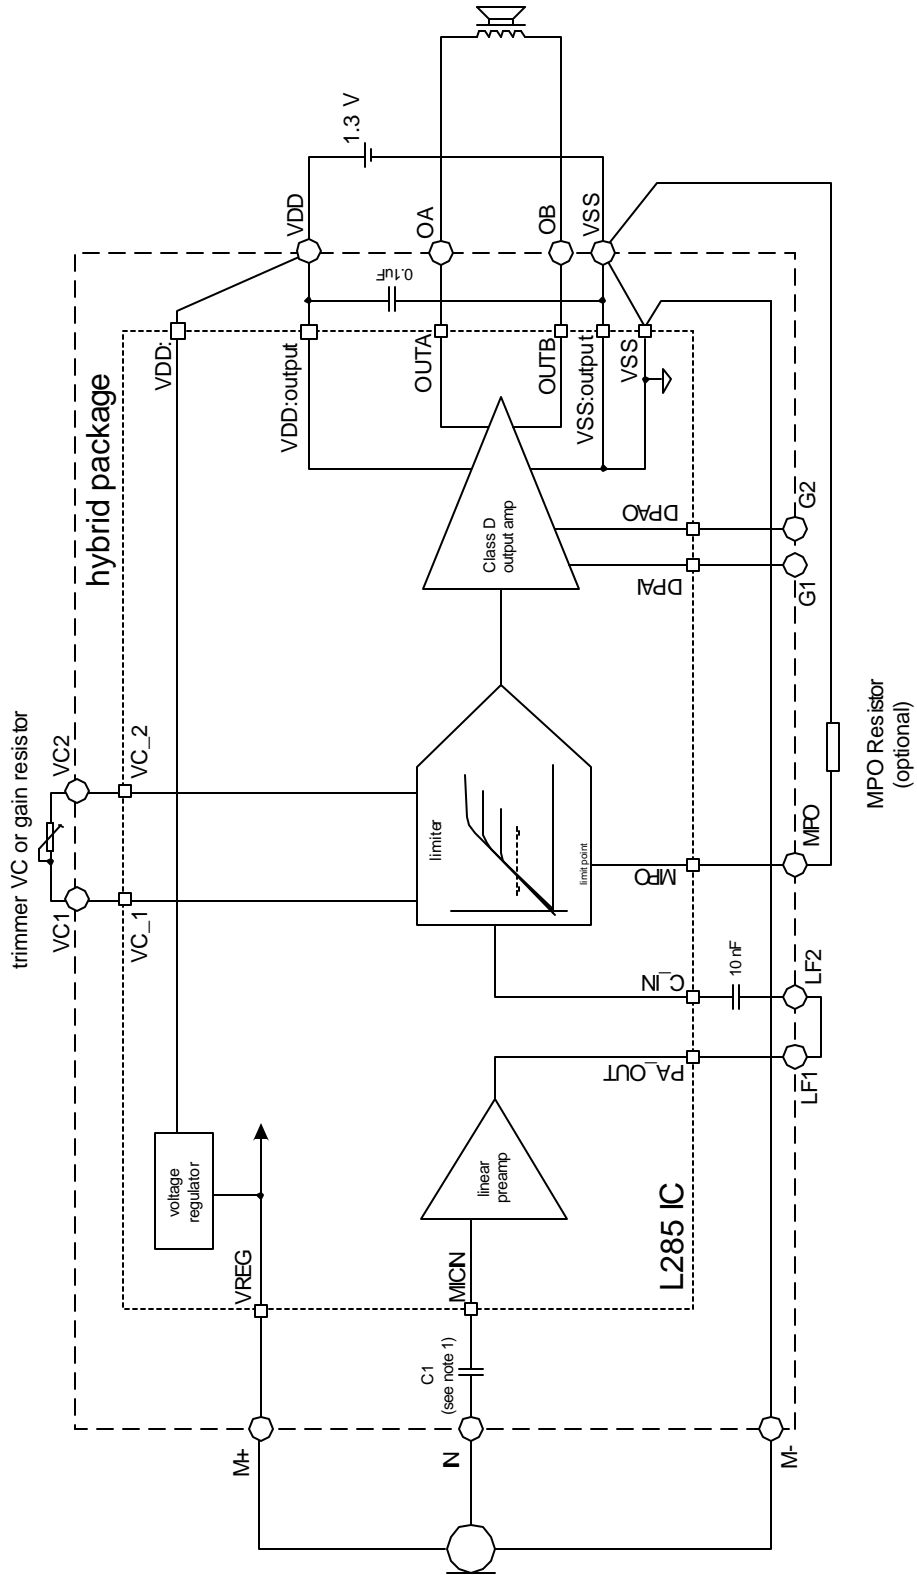 trimmer VC or gain resistor
VC1
VC2
VC_1
VC_2
hybrid package
L285 IC
voltage
regulator
VREG
M+
IN
M-
C1
(see note 1)
MICIN
linear
preamp
PA_OUT
C_IN
LF1
LF2
10 nF
limiter
limit point
MPO
MPO
MPO Resistor
(optional)
Class D
output amp
DPAI
DPAO
G1
G2
VDD:
VDD:output
OUTA
OUTB
VSS:output
VSS
0.1uF
VDD
OA
OB
VSS
1.3 V